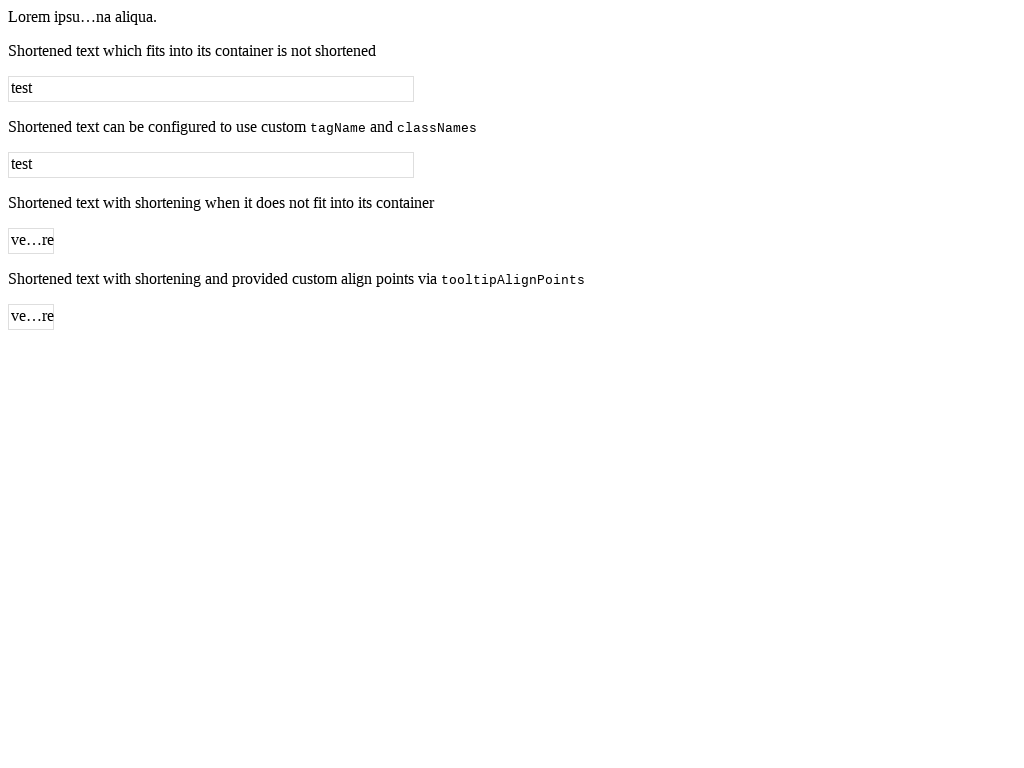 Lorem ipsu…na aliqua.
Shortened text which fits into its container is not shortened
test
Shortened text can be configured to use custom tagName and classNames
test
Shortened text with shortening when it does not fit into its container
ve…re
Shortened text with shortening and provided custom align points via tooltipAlignPoints
ve…re